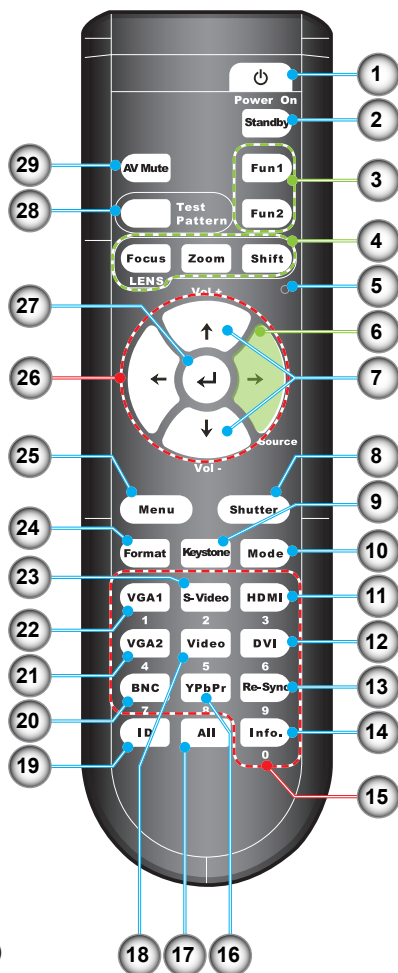 1
Power On
2
Standby
29
AV Mute
Fun1
3
28
Test
Pattern
Fun2
4
Focus
Zoom
Shift
LENS
5
Vol +
27
6
26
7
Source
Vol -
25
8
Menu
Shutter
9
24
Format
Keystone
Mode
10
23
VGA1
S-Video
HDMI
11
1
2
3
22
VGA2
Video
DVI
12
4
5
6
21
BNC
YPbPr
Re-Sync
13
7
8
9
20
ID
All
Info.
14
0
19
15
18
17
16